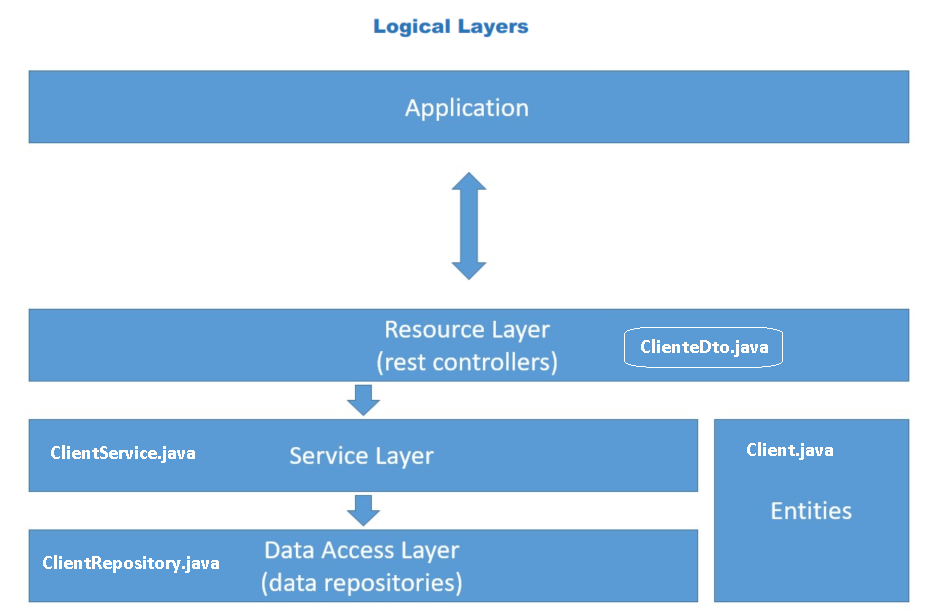 Logical Layers
Application
Resource Layer
(rest controllers)
ClienteDto.java
ClientService.java
Service Layer
Client.java
Entities
ClientRepository.java
Data Access Layer
(data repositories)